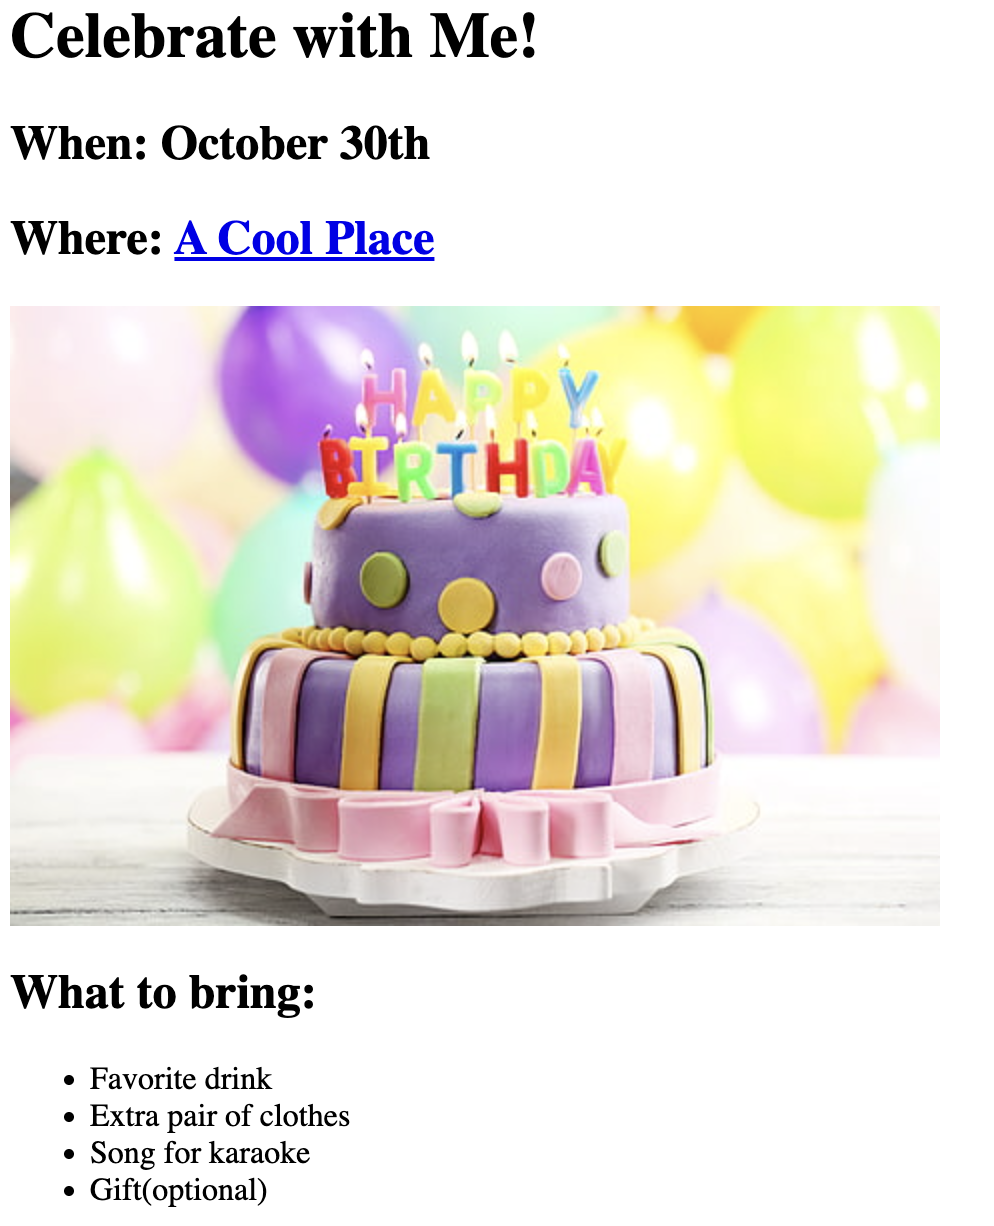 Celebrate with Me!
When: October 30th
Where: A Cool Place
HAPPY
BIRTHDAY
What to bring:
Favorite drink
Extra pair of clothes
Song for karaoke
Gift(optional)